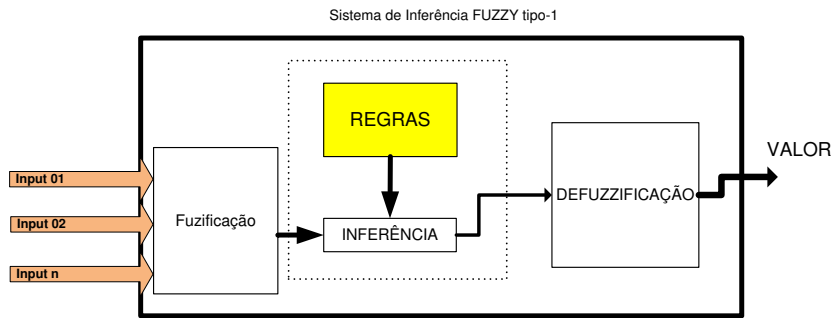 Sistema de Inferência FUZZY tipo-1
REGRAS
VALOR
Input 01
Input 02
Input n
Fuzificação
INFERÊNCIA
DEFUZZIFICAÇÃO